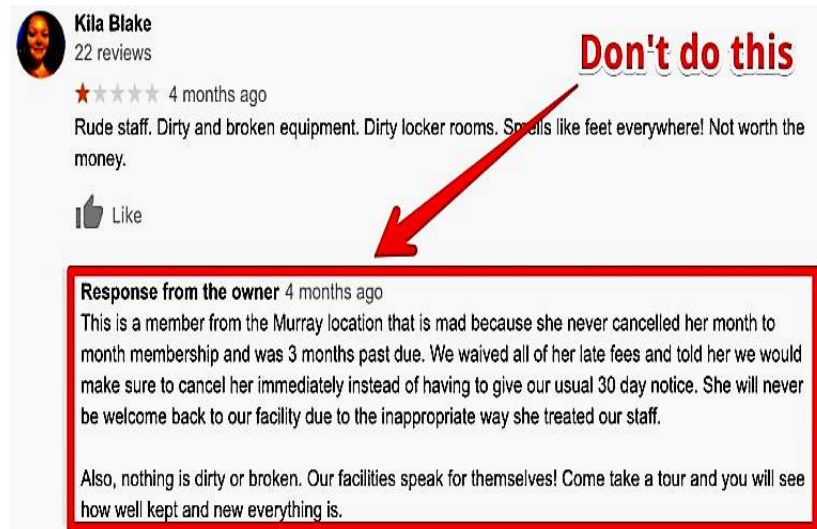 Kila Blake
22 reviews
Don't do this
4 months ago
Rude staff. Dirty and broken equipment. Dirty locker rooms. Smells like feet everywhere! Not worth the
money.
Like
Response from the owner 4 months ago
This is a member from the Murray location that is mad because she never cancelled her month to
month membership and was 3 months past due. We waived all of her late fees and told her we would
make sure to cancel her immediately instead of having to give our usual 30 day notice. She will never
be welcome back to our facility due to the inappropriate way she treated our staff.
Also, nothing is dirty or broken. Our facilities speak for themselves! Come take a tour and you will see
how well kept and new everything is.